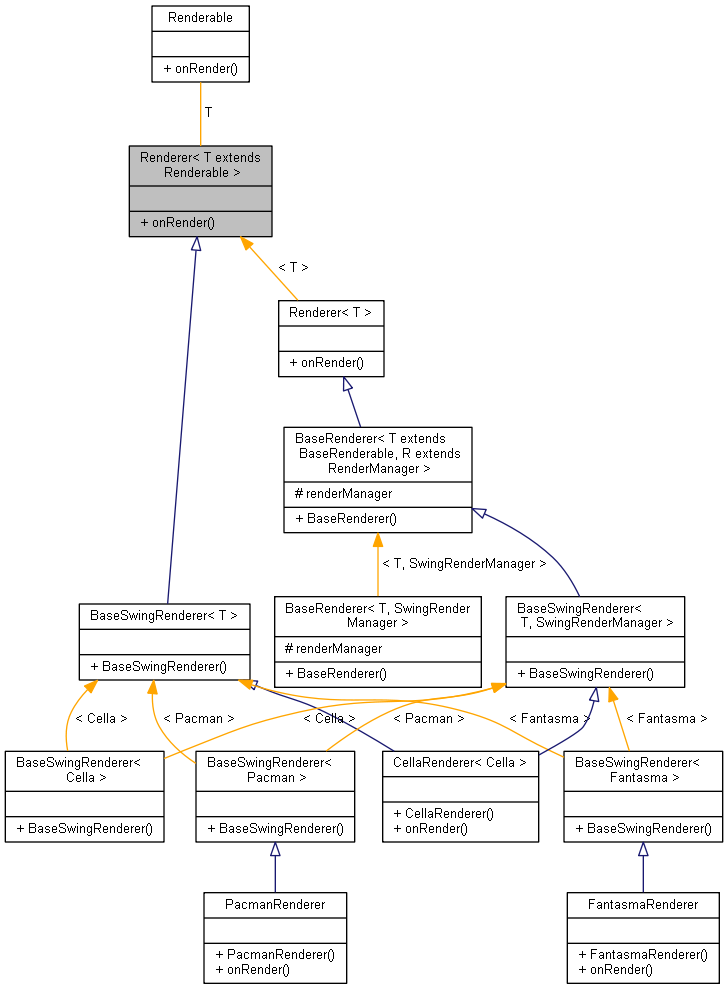 Renderable
+ onRender()
T
Renderer< T extends
Renderable >
+ onRender()
< T >
Renderer< T >
+ onRender()
BaseRenderer< T extends
BaseRenderable, R extends
RenderManager >
# renderManager
+ BaseRenderer()
< T, SwingRenderManager >
BaseSwingRenderer< T >
+ BaseSwingRenderer()
BaseRenderer< T, SwingRender
Manager >
# renderManager
+ BaseRenderer()
BaseSwingRenderer<
T, SwingRenderManager >
+ BaseSwingRenderer()
< Cella >
< Pacman >
< Cella >
< Pacman >
< Fantasma >
< Fantasma >
BaseSwingRenderer<
Cella >
+ BaseSwingRenderer()
BaseSwingRenderer<
Pacman >
+ BaseSwingRenderer()
CellaRenderer< Cella >
+ CellaRenderer()
+ onRender()
BaseSwingRenderer<
Fantasma >
+ BaseSwingRenderer()
PacmanRenderer
+ PacmanRenderer()
+ onRender()
FantasmaRenderer
+ FantasmaRenderer()
+ onRender()